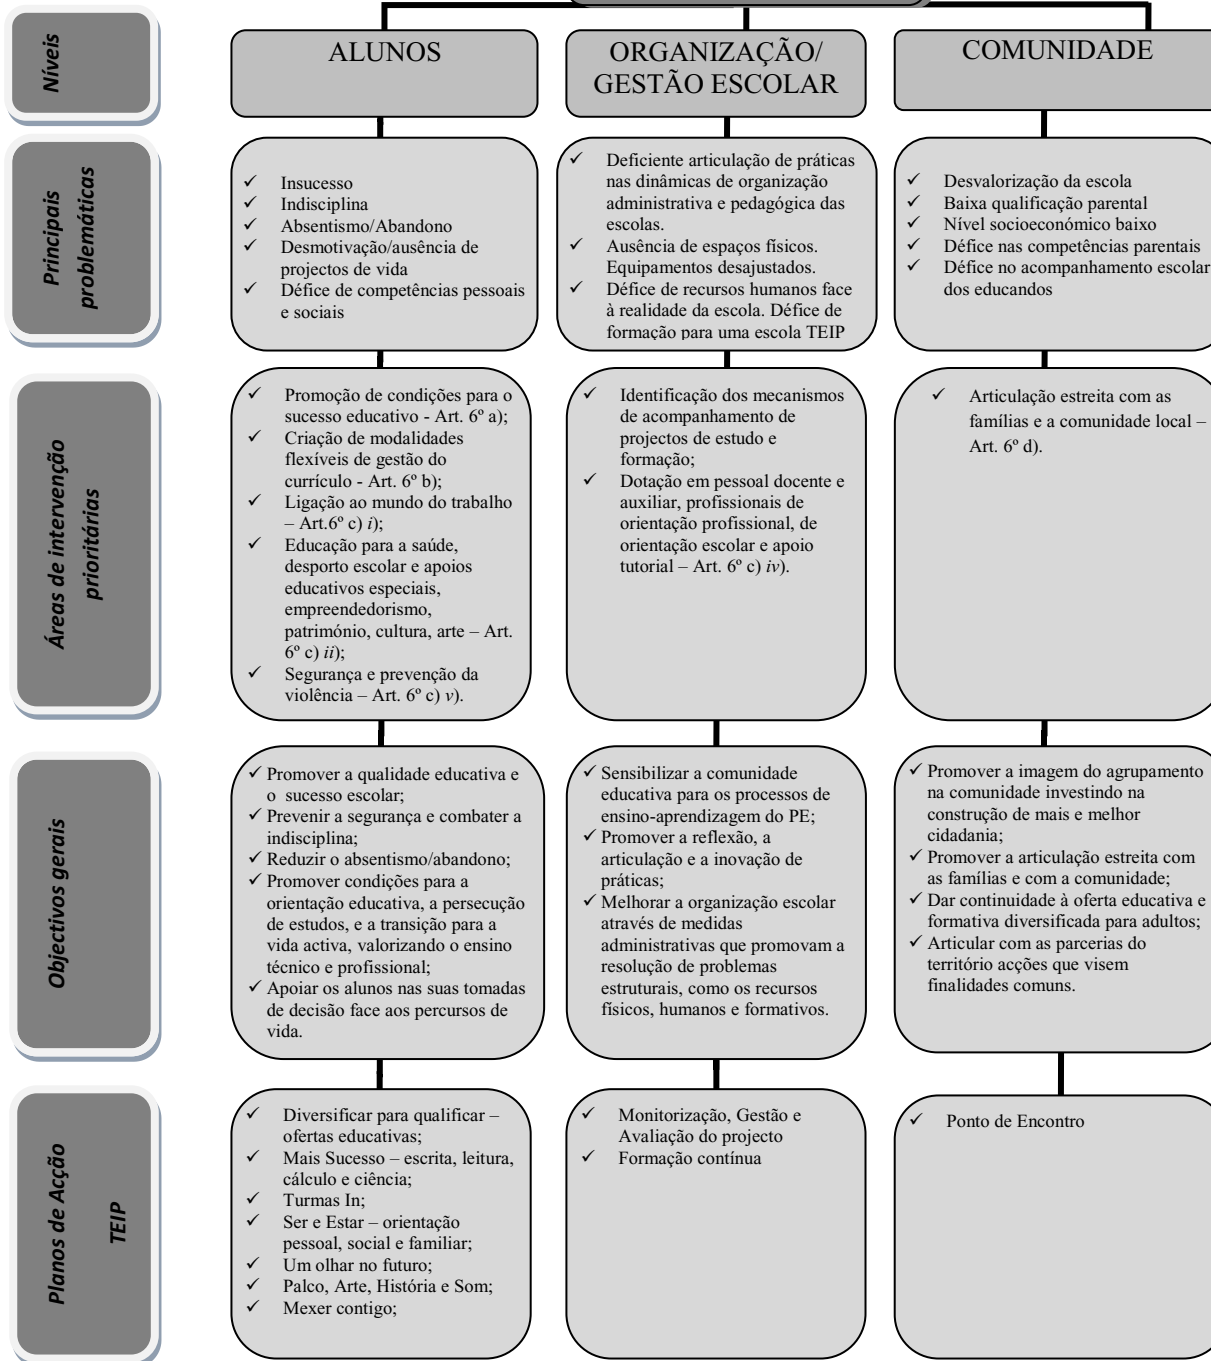 Níveis
ALUNOS
ORGANIZAÇÃO/
GESTÃO ESCOLAR
COMUNIDADE
Principais
problemáticas
✓ Insucesso
✓ Indisciplina
✓ Absentismo/Abandono
✓ Desmotivação/ausência de
projectos de vida
✓ Défice de competências pessoais
e sociais
✓ Deficiente articulação de práticas
nas dinâmicas de organização
administrativa e pedagógica das
escolas.
✓ Ausência de espaços físicos.
Equipamentos desajustados.
✓ Défice de recursos humanos face
à realidade da escola. Défice de
formação para uma escola TEIP
✓ Desvalorização da escola
✓ Baixa qualificação parental
✓ Nível socioeconómico baixo
✓ Défice nas competências parentais
✓ Défice no acompanhamento escolar
dos educandos
Áreas de intervenção
prioritárias
✓ Promoção de condições para o
sucesso educativo - Art. 6º a);
✓ Criação de modalidades
flexíveis de gestão do
currículo - Art. 6º b);
✓ Ligação ao mundo do trabalho
– Art.6º c) i);
✓ Educação para a saúde,
desporto escolar e apoios
educativos especiais,
empreendedorismo,
património, cultura, arte – Art.
6º c) ii);
✓ Segurança e prevenção da
violência – Art. 6º c) v).
✓ Identificação dos mecanismos
de acompanhamento de
projectos de estudo e
formação;
✓ Dotação em pessoal docente e
auxiliar, profissionais de
orientação profissional, de
orientação escolar e apoio
tutorial – Art. 6º c) iv).
✓ Articulação estreita com as
famílias e a comunidade local –
Art. 6º d).
Objectivos gerais
✓ Promover a qualidade educativa e
o sucesso escolar;
✓ Prevenir a segurança e combater a
indisciplina;
✓ Reduzir o absentismo/abandono;
✓ Promover condições para a
orientação educativa, a persecução
de estudos, e a transição para a
vida activa, valorizando o ensino
técnico e profissional;
✓ Apoiar os alunos nas suas tomadas
de decisão face aos percursos de
vida.
✓ Sensibilizar a comunidade
educativa para os processos de
ensino-aprendizagem do PE;
✓ Promover a reflexão, a
articulação e a inovação de
práticas;
✓ Melhorar a organização escolar
através de medidas
administrativas que promovam a
resolução de problemas
estruturais, como os recursos
físicos, humanos e formativos.
✓ Promover a imagem do agrupamento
na comunidade investindo na
construção de mais e melhor
cidadania;
✓ Promover a articulação estreita com
as famílias e com a comunidade;
✓ Dar continuidade à oferta educativa e
formativa diversificada para adultos;
✓ Articular com as parcerias do
território acções que visem
finalidades comuns.
Planos de Acção
TEIP
✓ Diversificar para qualificar –
ofertas educativas;
✓ Mais Sucesso – escrita, leitura,
cálculo e ciência;
✓ Turmas In;
✓ Ser e Estar – orientação
pessoal, social e familiar;
✓ Um olhar no futuro;
✓ Palco, Arte, História e Som;
✓ Mexer contigo;
✓ Monitorização, Gestão e
Avaliação do projecto
✓ Formação contínua
✓ Ponto de Encontro